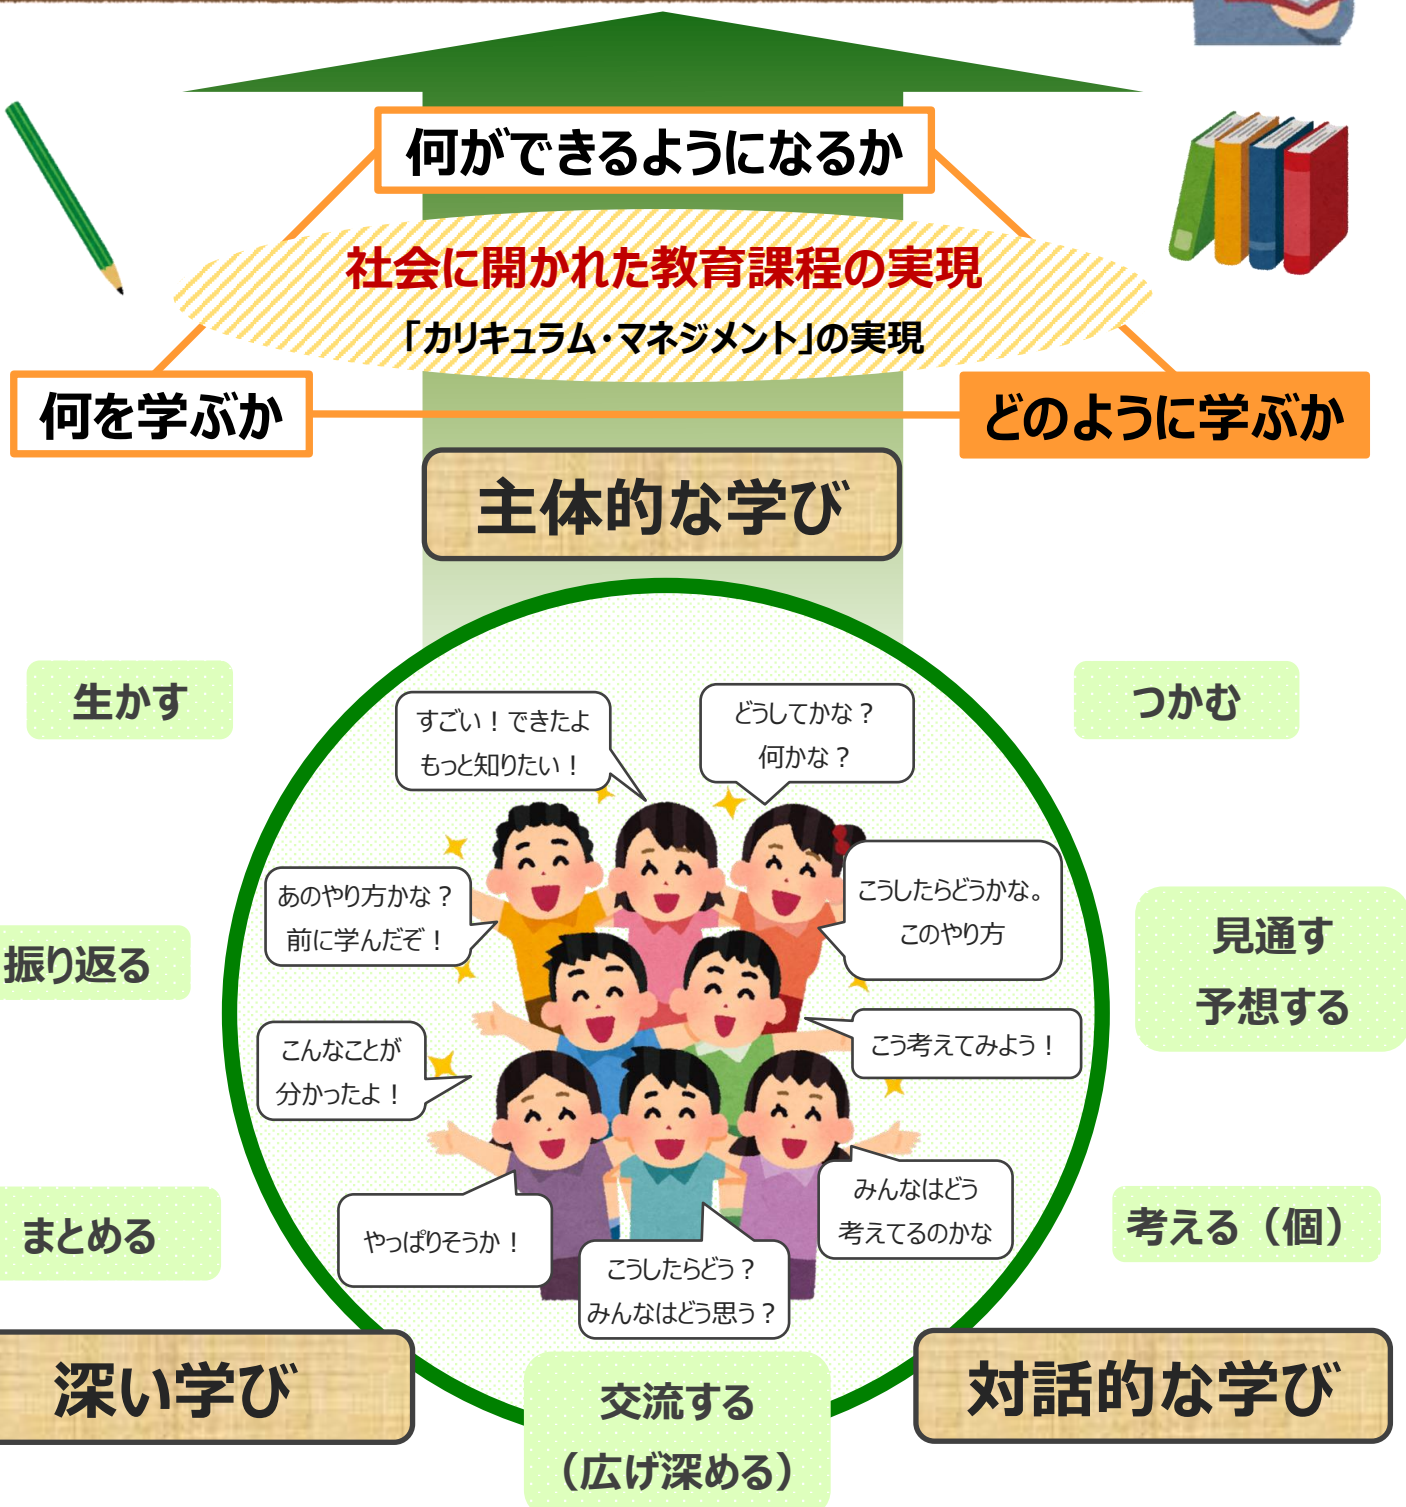 何ができるようになるか
社会に開かれた教育課程の実現
「カリキュラム・マネジメント」の実現
何を学ぶか
どのように学ぶか
主体的な学び
生かす
つかむ
すごい！できたよ
もっと知りたい！
どうしてかな？
何かな？
あのやり方かな？
前に学んだぞ！
こうしたらどうかな。
このやり方
振り返る
見通す
予想する
こんなことが
分かったよ！
こう考えてみよう！
まとめる
考える（個）
やっぱりそうか！
みんなはどう
考えてるのかな
こうしたらどう？
みんなはどう思う？
深い学び
対話的な学び
交流する
（広げ深める）